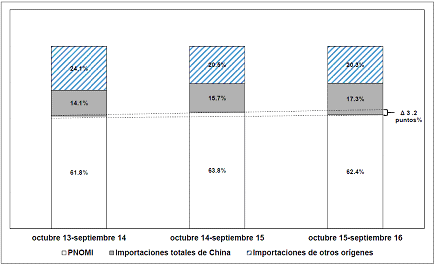 24.1%
20.5%
20.3%
14.1%
15.7%
17.3%
Δ 3.2
puntos%
61.8%
63.8%
62.4%
octubre 13-septiembre 14
octubre 14-septiembre 15
octubre 15-septiembre 16
PNOMI
Importaciones totales de China
Importaciones de otros orígenes